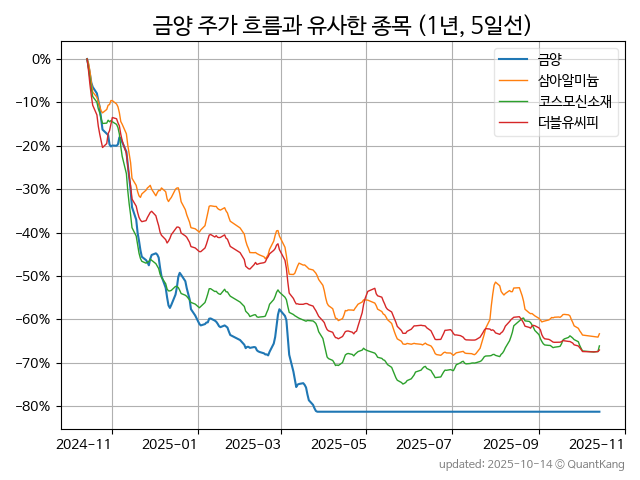 금양 주가 흐름과 유사한 종목 (1년, 5일선)
금양
삼아알미늄
코스모신소재
더블유씨피
0%
−10%
−20%
−30%
−40%
−50%
−60%
−70%
−80%
2024-11 2025-01 2025-03 2025-05 2025-07 2025-09 2025-11
updated: 2025-10-14 © QuantKang